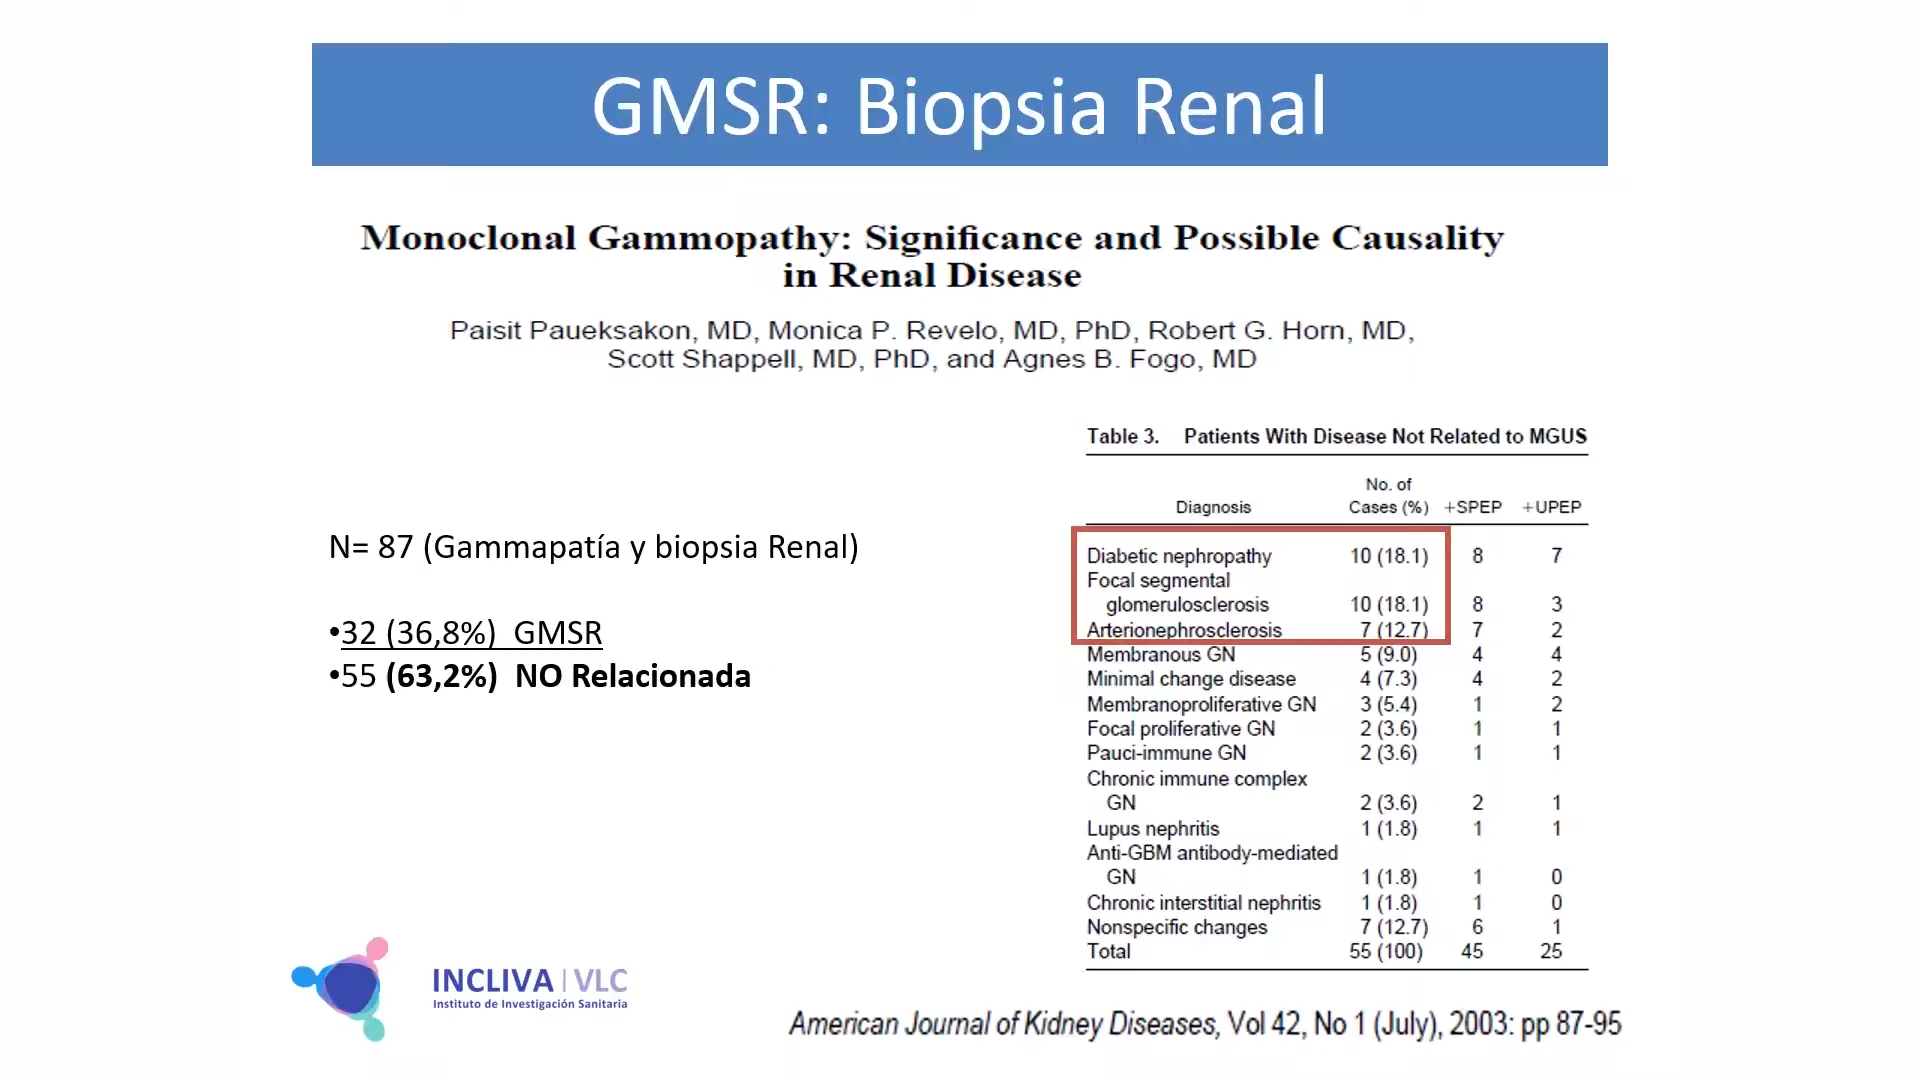 GMSR: Biopsia Renal
Monoclonal Gammopathy: Significance and Possible Causality
in Renal Disease
Paisit Paueksakon, MD, Monica P. Revelo, MD, PhD, Robert G. Horn, MD,
Scott Shappell, MD, PhD, and Agnes B. Fogo, MD
N= 87 (Gammapatía y biopsia Renal)
•32 (36,8%) GMSR
•55 (63,2%) NO Relacionada
Table 3. Patients With Disease Not Related to MGUS
No. of
Diagnosis Cases (%) +SPEP +UPEP
Diabetic nephropathy 10 (18.1) 8 7
Focal segmental
glomerulosclerosis 10 (18.1) 8 3
Arterionephrosclerosis 7 (12.7) 7 2
Membranous GN 5 (9.0) 4 4
Minimal change disease 4 (7.3) 4 2
Membranoproliferative GN 3 (5.4) 1 2
Focal proliferative GN 2 (3.6) 1 1
Pauci-immune GN 2 (3.6) 1 1
Chronic immune complex
GN 2 (3.6) 2 1
Lupus nephritis 1 (1.8) 1 1
Anti-GBM antibody-mediated
GN 1 (1.8) 1 0
Chronic interstitial nephritis 1 (1.8) 1 0
Nonspecific changes 7 (12.7) 6 1
Total 55 (100) 45 25
INCLIVA | VLC
Instituto de Investigación Sanitaria
American Journal of Kidney Diseases, Vol 42, No 1 (July), 2003: pp 87-95